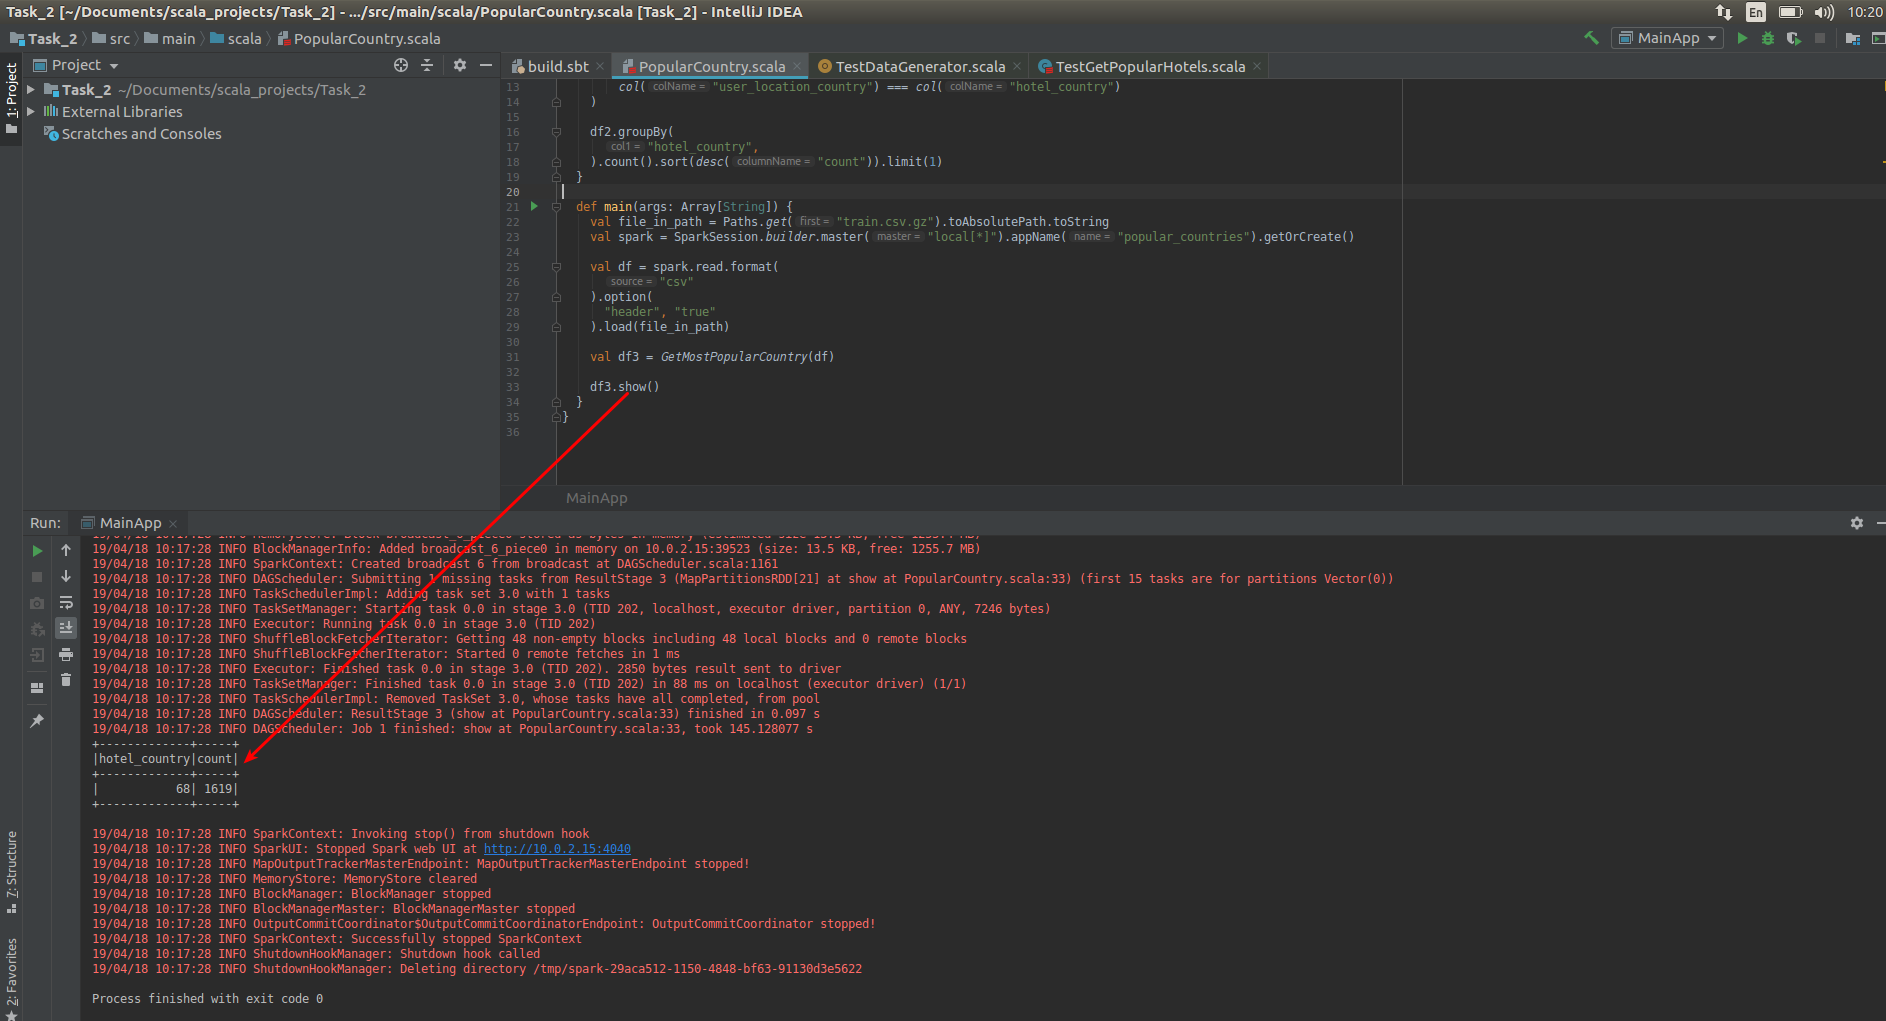 Task_2 [~/Documents/scala_projects/Task_2] - .../src/main/scala/PopularCountry.scala [Task_2] - IntelliJ IDEA
En 10:20
Task_2 src main scala PopularCountry.scala
MainApp
1: Project
Project
Task_2 ~/Documents/scala_projects/Task_2
External Libraries
Scratches and Consoles
build.sbt PopularCountry.scala TestDataGenerator.scala TestGetPopularHotels.scala
13 col( colName = "user_location_country") === col( colName = "hotel_country")
14 )
15
16 df2.groupBy(
17 col1 = "hotel_country",
18 ).count().sort(desc( columnName = "count")).limit(1)
19 }
20
21 def main(args: Array[String]) {
22 val file_in_path = Paths.get( first = "train.csv.gz").toAbsolutePath.toString
23 val spark = SparkSession.builder.master( master = "local[*]").appName( name = "popular_countries").getOrCreate()
24
25 val df = spark.read.format(
26 source = "csv"
27 ).option(
28 "header", "true"
29 ).load(file_in_path)
30
31 val df3 = GetMostPopularCountry(df)
32
33 df3.show()
34 }
35 }
36
MainApp
Run: MainApp
19/04/18 10:17:28 INFO BlockManagerInfo: Added broadcast_6_piece0 in memory on 10.0.2.15:39523 (size: 13.5 KB, free: 1255.7 MB)
19/04/18 10:17:28 INFO SparkContext: Created broadcast 6 from broadcast at DAGScheduler.scala:1161
19/04/18 10:17:28 INFO DAGScheduler: Submitting 1 missing tasks from ResultStage 3 (MapPartitionsRDD[21] at show at PopularCountry.scala:33) (first 15 tasks are for partitions Vector(0))
19/04/18 10:17:28 INFO TaskSchedulerImpl: Adding task set 3.0 with 1 tasks
19/04/18 10:17:28 INFO TaskSetManager: Starting task 0.0 in stage 3.0 (TID 202, localhost, executor driver, partition 0, ANY, 7246 bytes)
19/04/18 10:17:28 INFO Executor: Running task 0.0 in stage 3.0 (TID 202)
19/04/18 10:17:28 INFO ShuffleBlockFetcherIterator: Getting 48 non-empty blocks including 48 local blocks and 0 remote blocks
19/04/18 10:17:28 INFO ShuffleBlockFetcherIterator: Started 0 remote fetches in 1 ms
19/04/18 10:17:28 INFO Executor: Finished task 0.0 in stage 3.0 (TID 202). 2850 bytes result sent to driver
19/04/18 10:17:28 INFO TaskSetManager: Finished task 0.0 in stage 3.0 (TID 202) in 88 ms on localhost (executor driver) (1/1)
19/04/18 10:17:28 INFO TaskSchedulerImpl: Removed TaskSet 3.0, whose tasks have all completed, from pool
19/04/18 10:17:28 INFO DAGScheduler: ResultStage 3 (show at PopularCountry.scala:33) finished in 0.097 s
19/04/18 10:17:28 INFO DAGScheduler: Job 1 finished: show at PopularCountry.scala:33, took 145.128077 s
+-------------+-----+
|hotel_country|count|
+-------------+-----+
|           68| 1619|
+-------------+-----+
19/04/18 10:17:28 INFO SparkContext: Invoking stop() from shutdown hook
19/04/18 10:17:28 INFO SparkUI: Stopped Spark web UI at http://10.0.2.15:4040
19/04/18 10:17:28 INFO MapOutputTrackerMasterEndpoint: MapOutputTrackerMasterEndpoint stopped!
19/04/18 10:17:28 INFO MemoryStore: MemoryStore cleared
19/04/18 10:17:28 INFO BlockManager: BlockManager stopped
19/04/18 10:17:28 INFO BlockManagerMaster: BlockManagerMaster stopped
19/04/18 10:17:28 INFO OutputCommitCoordinator$OutputCommitCoordinatorEndpoint: OutputCommitCoordinator stopped!
19/04/18 10:17:28 INFO SparkContext: Successfully stopped SparkContext
19/04/18 10:17:28 INFO ShutdownHookManager: Shutdown hook called
19/04/18 10:17:28 INFO ShutdownHookManager: Deleting directory /tmp/spark-29aca512-1150-4848-bf63-91130d3e5622
Process finished with exit code 0
7: Structure
2: Favorites